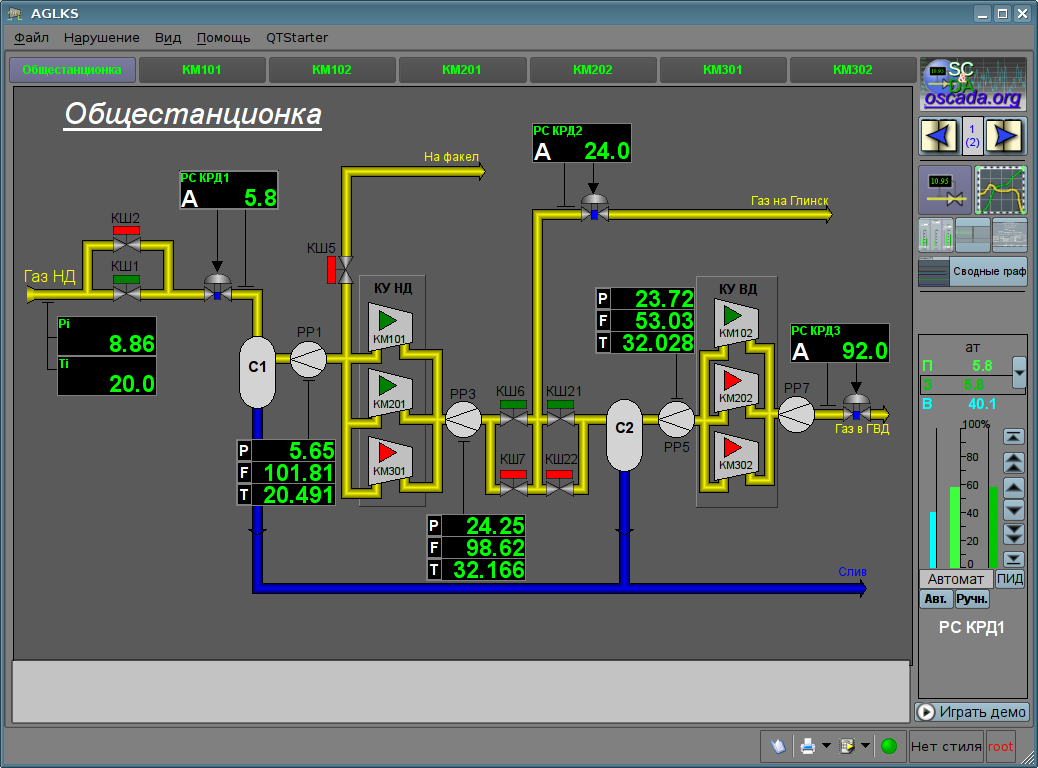 AGLKS
Файл Нарушение Вид Помощь QTStarter
Общестанционка КМ101 КМ102 КМ201 КМ202 КМ301 КМ302
SC
&
DA
oscada.org
1
(2)
10.95
Сводные граф
Общестанционка
РС КРД1
А 5.8
На факел
РС КРД2
А 24.0
Газ на Глинск
КШ2
КШ1
Газ НД
КШ5
Pi
8.86
Ti
20.0
С1
РР1
КУ НД
КМ101
КМ201
КМ301
P 5.65
F 101.81
T 20.491
РР3
P 24.25
F 98.62
T 32.166
КШ6
КШ21
КШ7
КШ22
С2
P 23.72
F 53.03
T 32.028
РР5
КУ ВД
КМ102
КМ202
КМ302
РС КРД3
А 92.0
РР7
Газ в ГВД
Слив
ат
П 5.8
З 5.8
В 40.1
100%
80
60
40
20
0
Автомат ПИД
Авт. Ручн.
РС КРД1
Играть демо
Нет стиля root